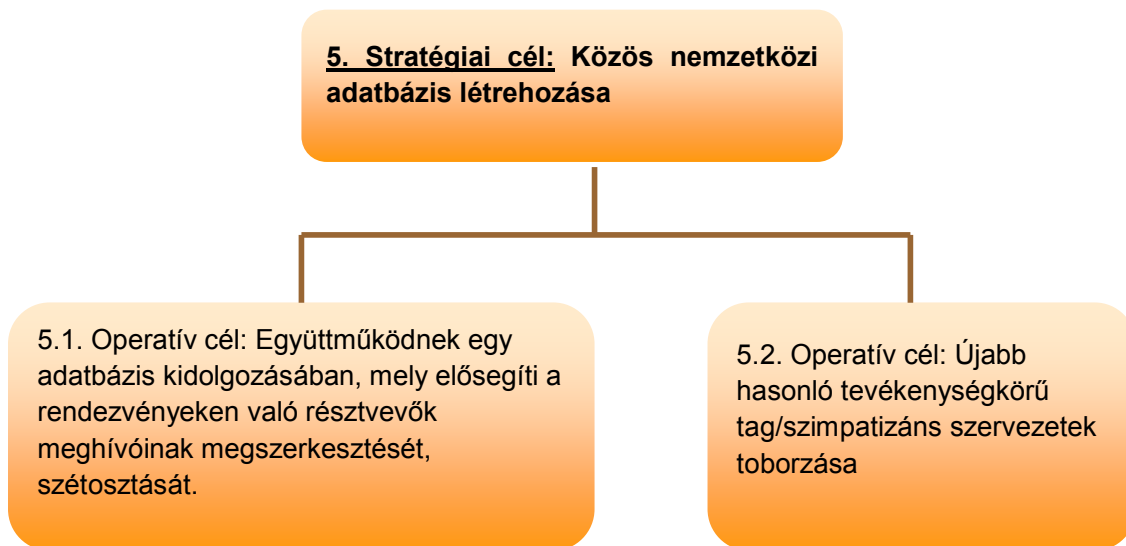 5. Stratégiai cél: Közös nemzetközi
adatbázis létrehozása
5.1. Operatív cél: Együttműködnek egy
adatbázis kidolgozásában, mely elősegíti a
rendezvényeken való résztvevők
meghívóinak megszerkesztését,
szétosztását.
5.2. Operatív cél: Újabb
hasonló tevékenységkörű
tag/szimpatizáns szervezetek
toborzása